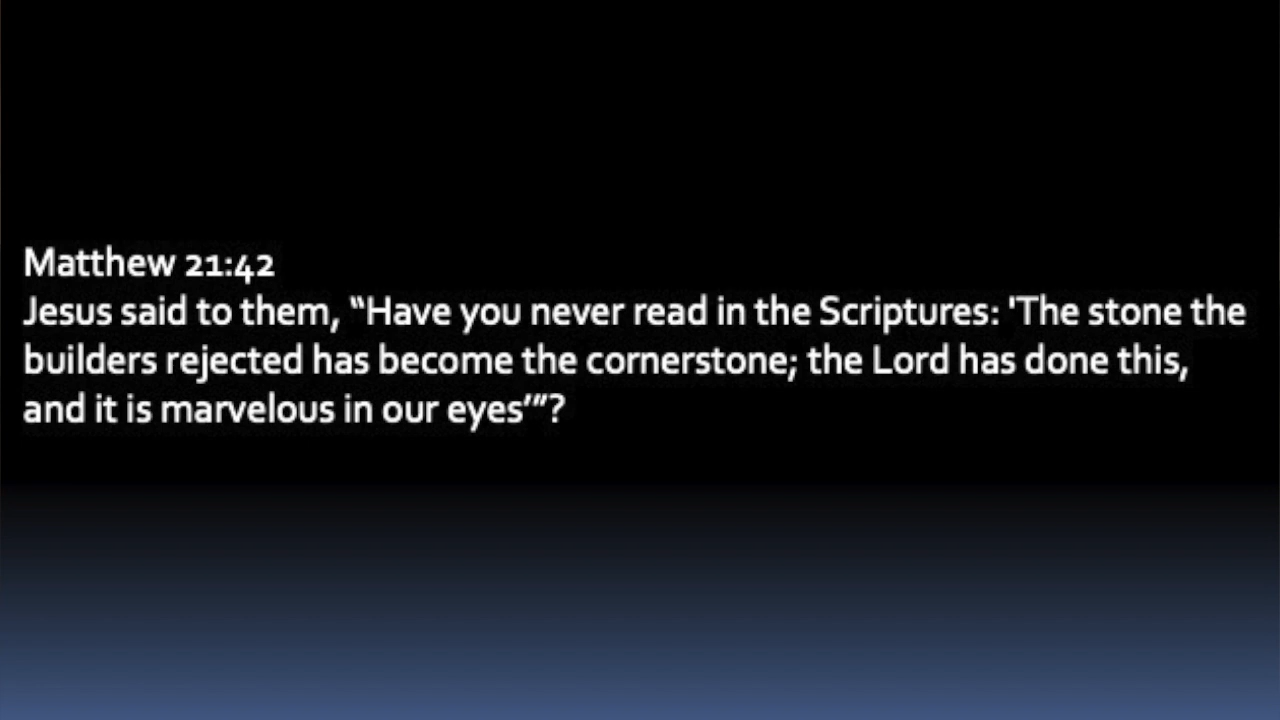 Matthew 21:42
Jesus said to them, “Have you never read in the Scriptures: 'The stone the
builders rejected has become the cornerstone; the Lord has done this,
and it is marvelous in our eyes’”?